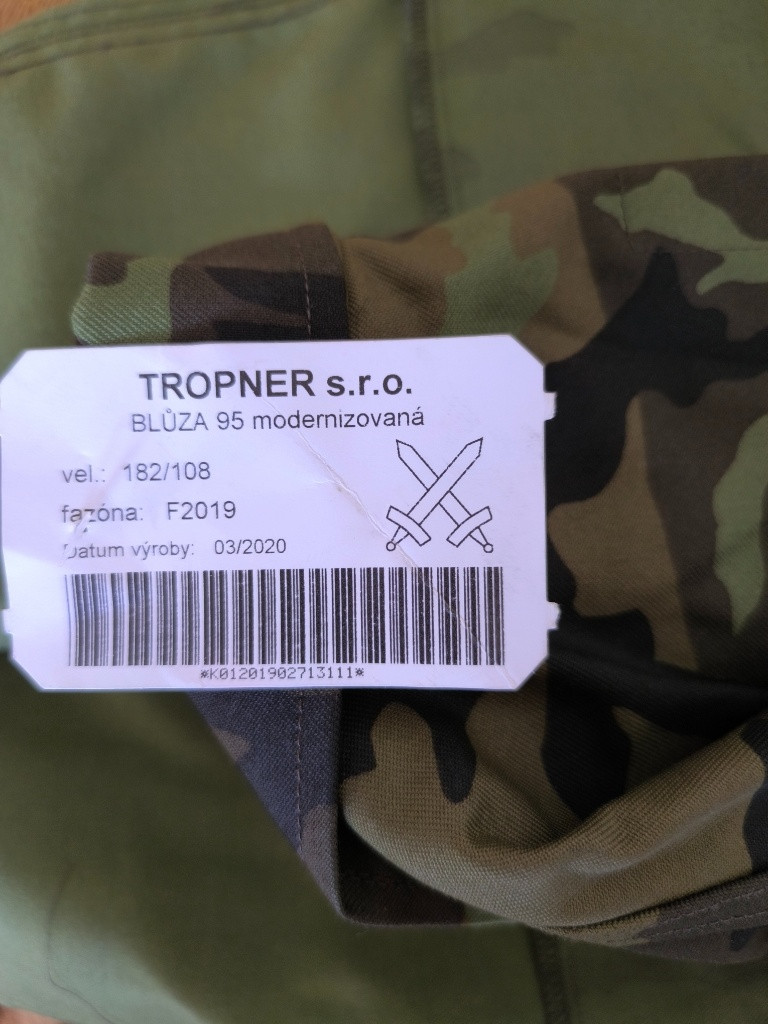 TROPNER s.r.o.
BLŮZA 95 modernizovaná
vel.: 182/108
fazóna: F2019
Datum výroby: 03/2020
*K01201902713111*